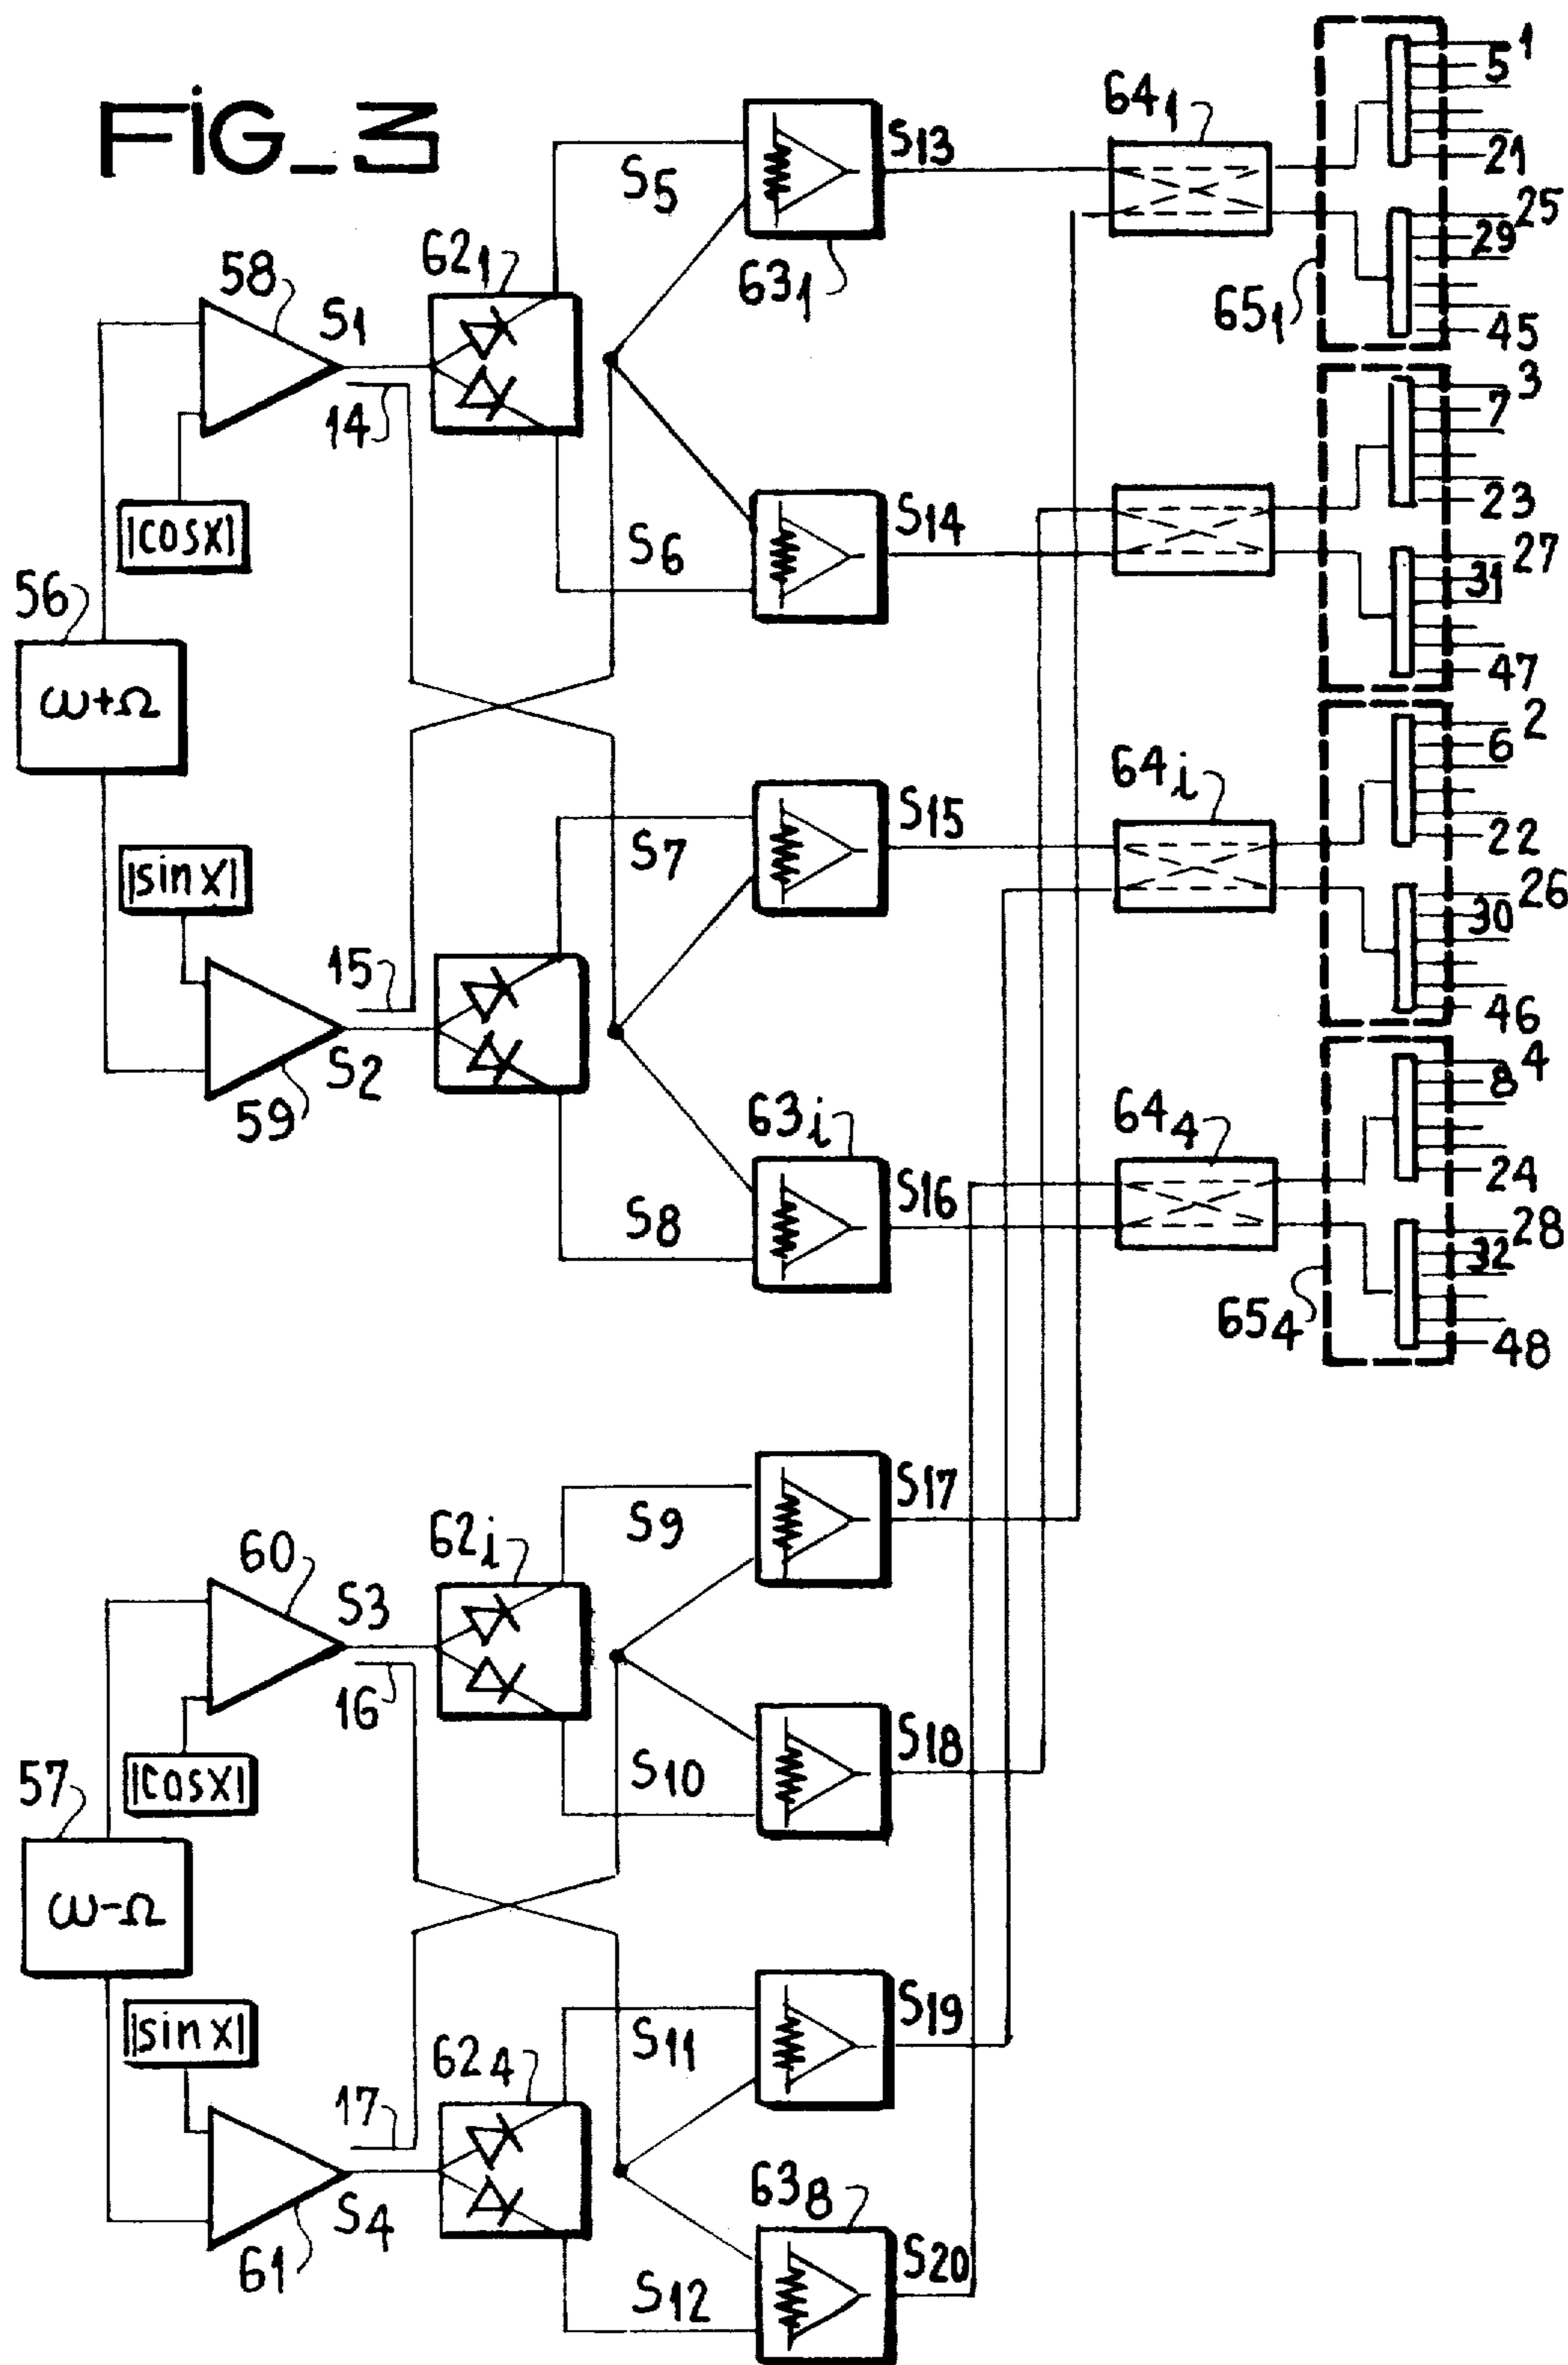 FiG_3
58
S1
14
|cosx|
56
ω+Ω
|sin x|
15
S2
59
62₁
S5
S6
S7
S8
63₁
S13
S14
S15
63i
S16
64₁
64i
64₄
65₁
1
5
21
25
29
45
3
7
23
27
31
47
2
6
22
26
30
46
4
8
24
28
32
48
65₄
60
S3
16
|cosx|
57
ω-Ω
|sin x|
17
S4
61
62i
S9
S10
62₄
S11
S12
S17
S18
S19
63₈
S20